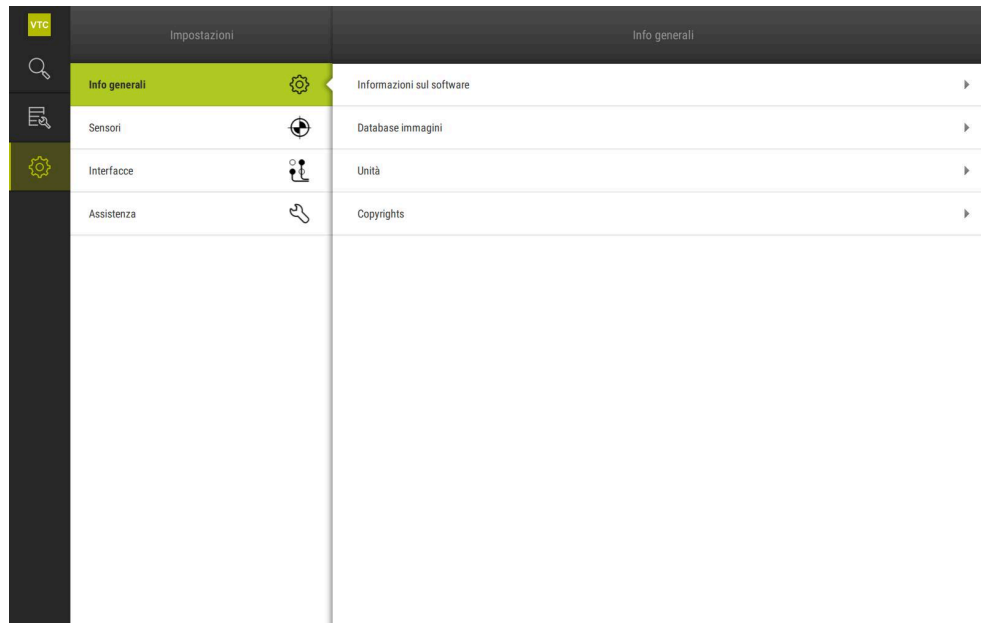 VTC
Impostazioni
Info generali
Info generali
Sensori
Interfacce
Assistenza
Informazioni sul software
Database immagini
Unità
Copyrights